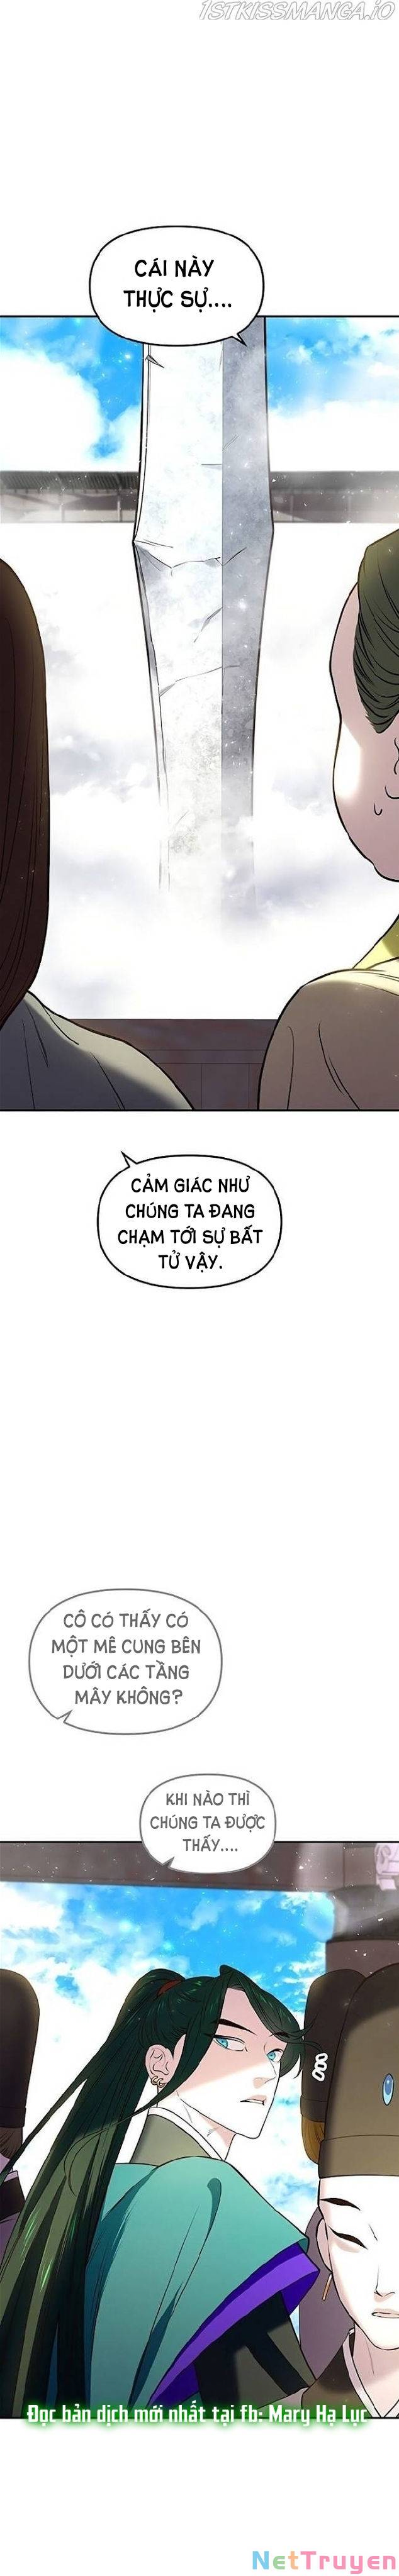 1STKISSMANGA.IO
CÁI NÀY
THỰC SỰ....
CẢM GIÁC NHƯ
CHÚNG TA ĐANG
CHẠM TỚI SỰ BẤT
TỬ VẬY.
CÔ CÓ THẤY CÓ
MỘT MÊ CUNG BÊN
DƯỚI CÁC TẦNG
MÂY KHÔNG?
KHI NÀO THÌ
CHÚNG TA ĐƯỢC
THẤY....
Đọc bản dịch mới nhất tại fb: Mary Hạ Lục
NetTruyen